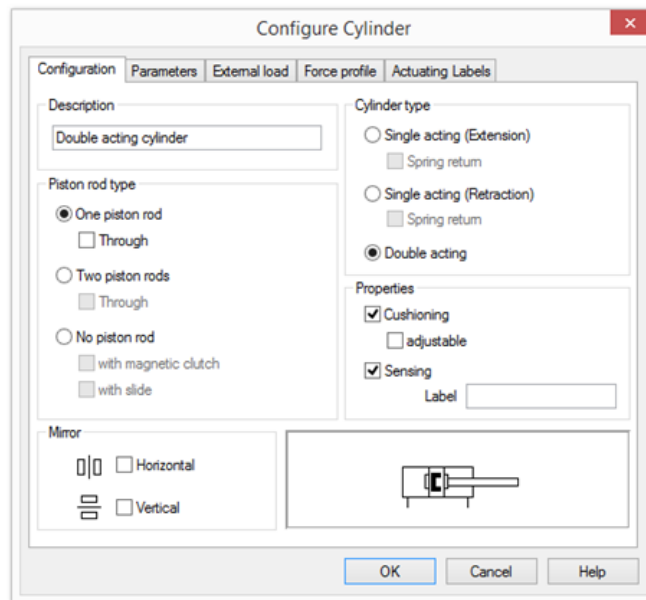 Configure Cylinder
Configuration Parameters External load Force profile Actuating Labels
Description
Double acting cylinder
Piston rod type
One piston rod
Through
Two piston rods
Through
No piston rod
with magnetic clutch
with slide
Cylinder type
Single acting (Extension)
Spring return
Single acting (Retraction)
Spring return
Double acting
Properties
Cushioning
adjustable
Sensing
Label
Mirror
Horizontal
Vertical
OK Cancel Help